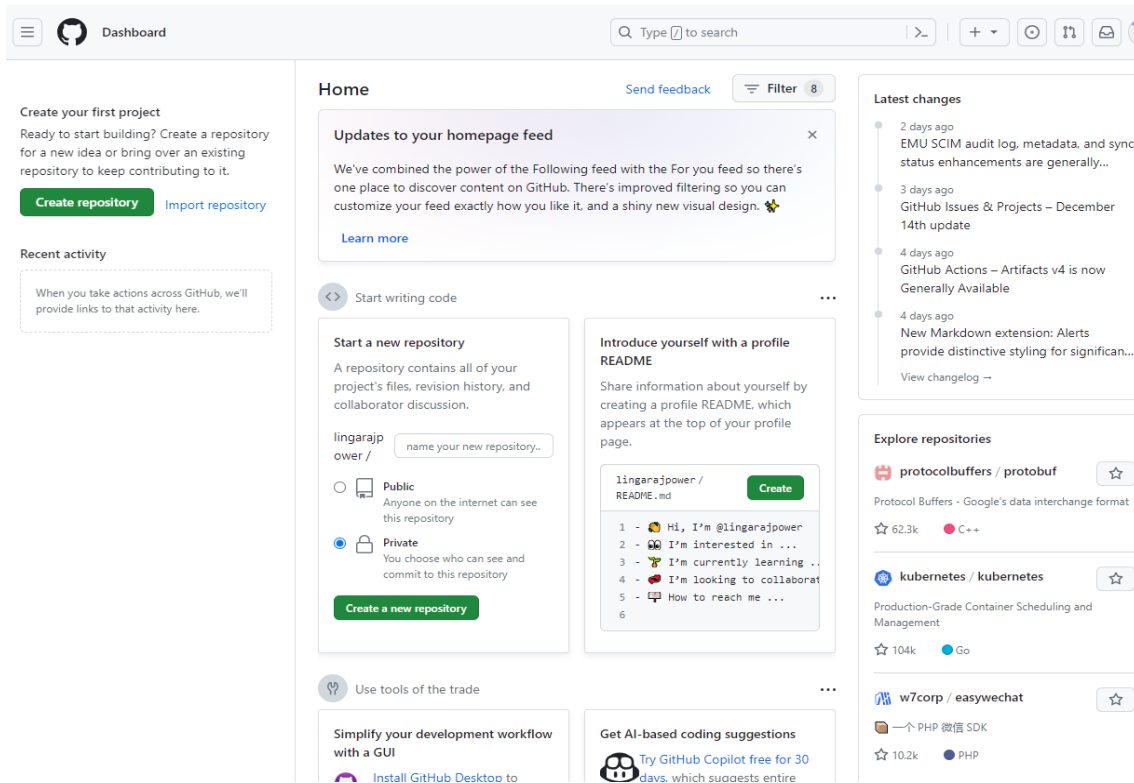 Dashboard
Type / to search
Create your first project
Ready to start building? Create a repository
for a new idea or bring over an existing
repository to keep contributing to it.
Create repository
Import repository
Recent activity
When you take actions across GitHub, we'll
provide links to that activity here.
Home
Send feedback
Filter 8
Updates to your homepage feed
We've combined the power of the Following feed with the For you feed so there's
one place to discover content on GitHub. There's improved filtering so you can
customize your feed exactly how you like it, and a shiny new visual design. ✨
Learn more
Start writing code
Start a new repository
A repository contains all of your
project's files, revision history, and
collaborator discussion.
lingarajp
ower /
name your new repository...
Public
Anyone on the internet can see
this repository
Private
You choose who can see and
commit to this repository
Create a new repository
Introduce yourself with a profile
README
Share information about yourself by
creating a profile README, which
appears at the top of your profile
page.
lingarajpower /
README.md
Create
1 - 👋 Hi, I'm @lingarajpower
2 - 👀 I'm interested in ...
3 - 🌱 I'm currently learning ..
4 - 💞️ I'm looking to collaborat
5 - 📫 How to reach me ...
6
Use tools of the trade
Simplify your development workflow
with a GUI
Install GitHub Desktop to
Get AI-based coding suggestions
Try GitHub Copilot free for 30
days, which suggests entire
Latest changes
2 days ago
EMU SCIM audit log, metadata, and sync
status enhancements are generally...
3 days ago
GitHub Issues & Projects – December
14th update
4 days ago
GitHub Actions – Artifacts v4 is now
Generally Available
4 days ago
New Markdown extension: Alerts
provide distinctive styling for significan...
View changelog →
Explore repositories
protocolbuffers / protobuf
Protocol Buffers - Google's data interchange format
62.3k C++
kubernetes / kubernetes
Production-Grade Container Scheduling and
Management
104k Go
w7corp / easywechat
📦 一个 PHP 微信 SDK
10.2k PHP